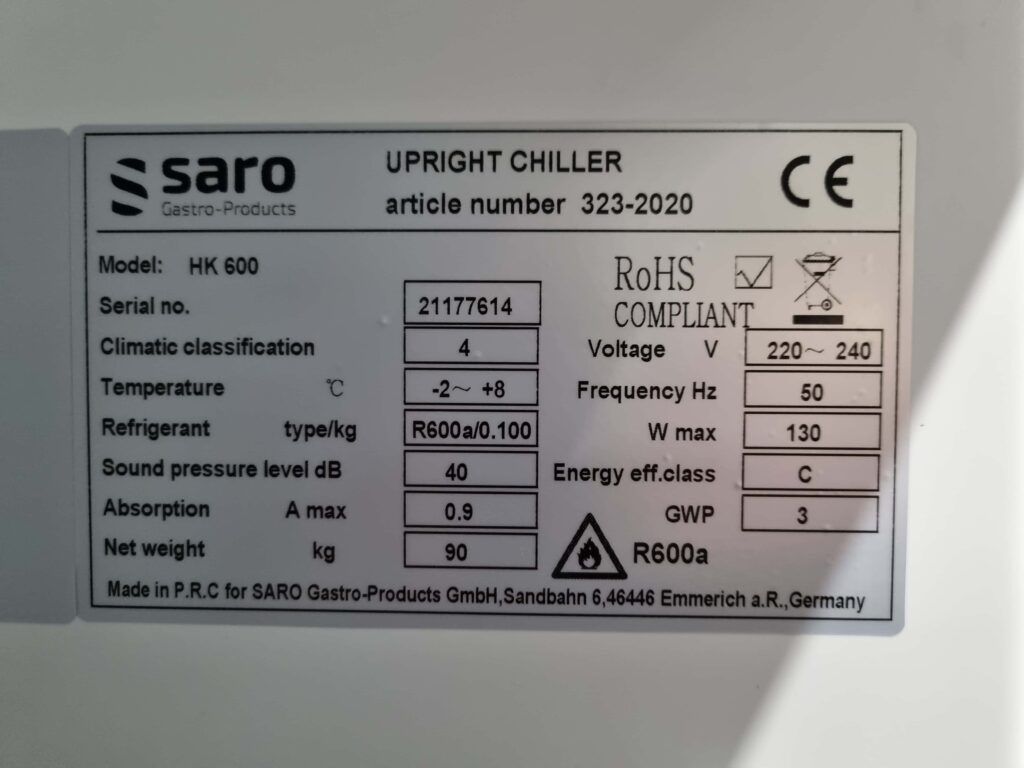 saro
Gastro-Products
UPRIGHT CHILLER
article number 323-2020
CE
Model: HK 600
RoHS
COMPLIANT
Serial no. 21177614
Climatic classification 4
Voltage V 220～ 240
Temperature ℃ -2～ +8
Frequency Hz 50
Refrigerant type/kg R600a/0.100
W max 130
Sound pressure level dB 40
Energy eff.class C
Absorption A max 0.9
GWP 3
Net weight kg 90
R600a
Made in P.R.C for SARO Gastro-Products GmbH,Sandbahn 6,46446 Emmerich a.R.,Germany